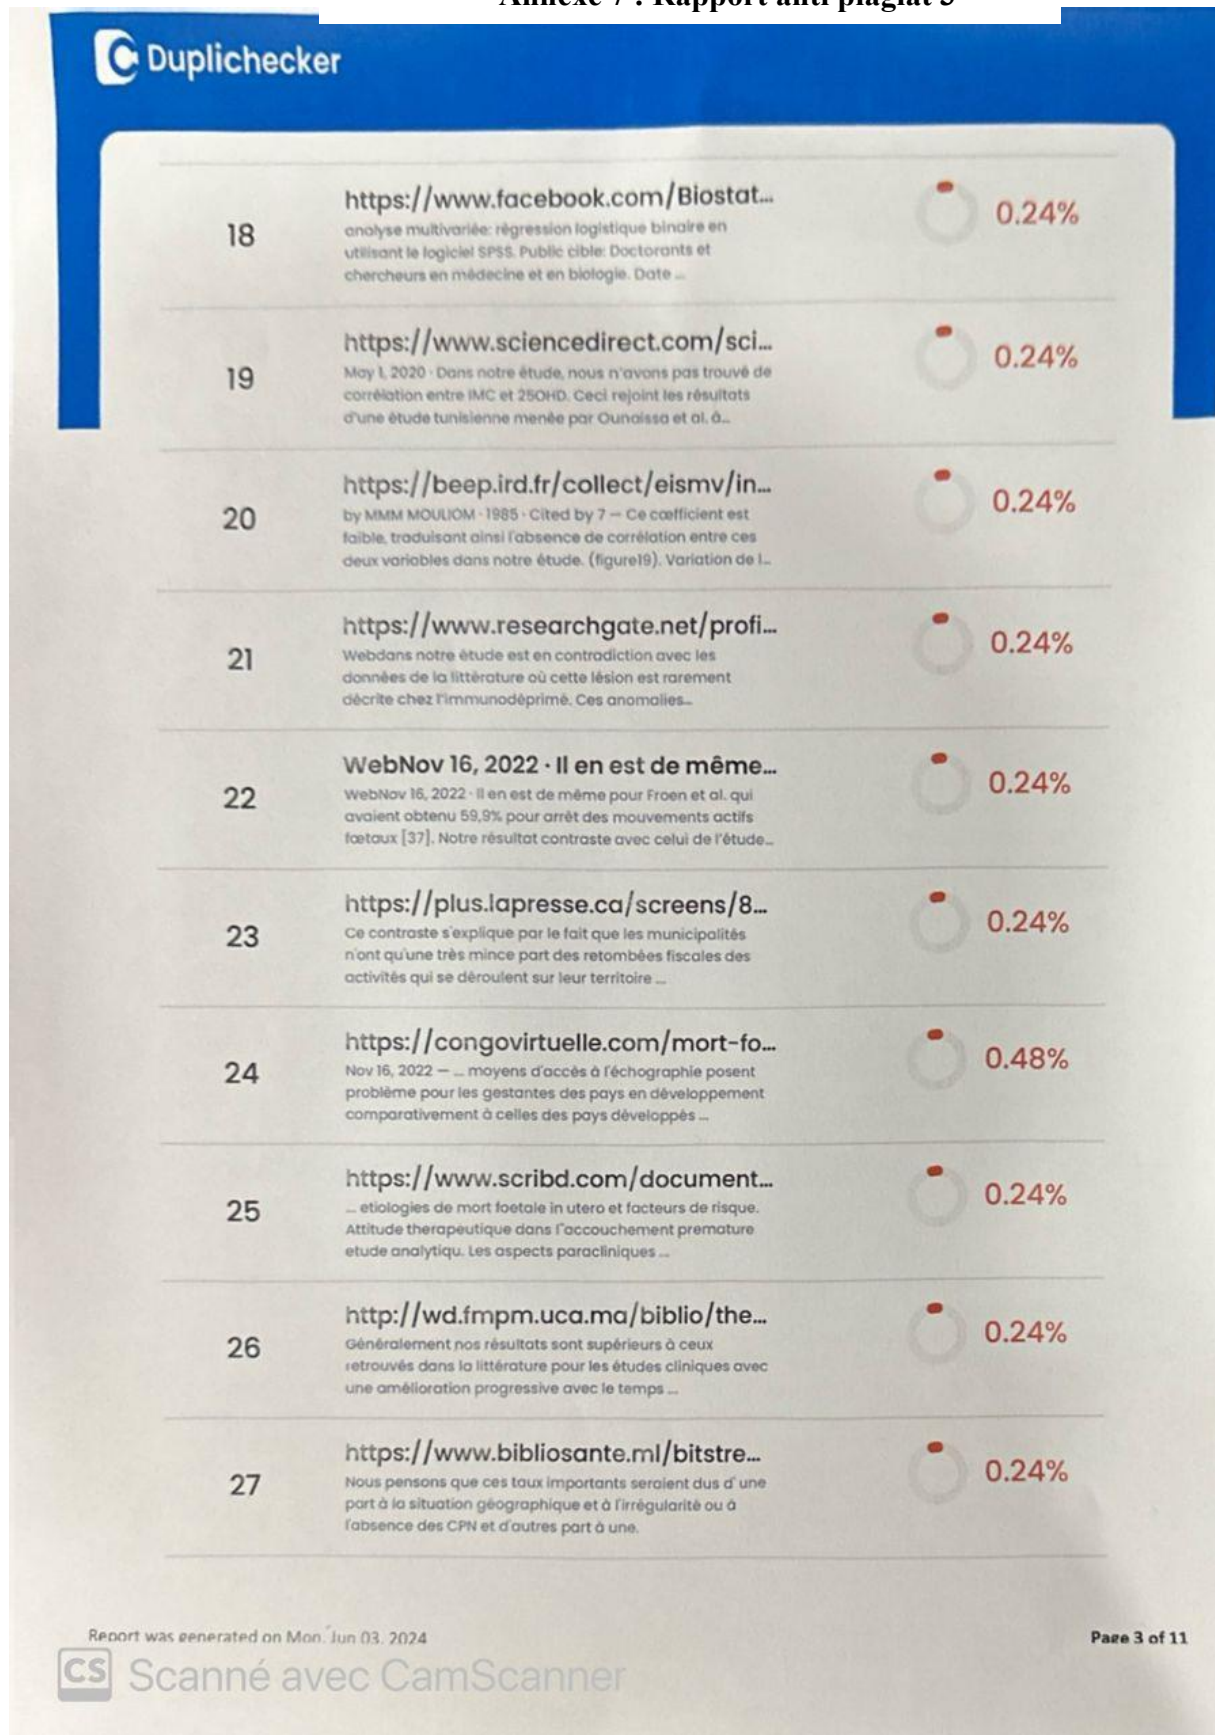 Annexe 7 : Rapport anti plagiat 3
Duplichecker
18
https://www.facebook.com/Biostat...
0.24%
analyse multivariée: régression logistique binaire en
utilisant le logiciel SPSS. Public cible: Doctorants et
chercheurs en médecine et en biologie. Date ...
19
https://www.sciencedirect.com/sci...
0.24%
May 1, 2020 · Dans notre étude, nous n'avons pas trouvé de
corrélation entre IMC et 25OHD. Ceci rejoint les résultats
d'une étude tunisienne menée par Ounaissa et al. à...
20
https://beep.ird.fr/collect/eismv/in...
0.24%
by MMM MOULIOM · 1985 · Cited by 7 — Ce cœfficient est
faible, traduisant ainsi l'absence de corrélation entre ces
deux variables dans notre étude. (figure19). Variation de l...
21
https://www.researchgate.net/profi...
0.24%
Webdans notre étude est en contradiction avec les
données de la littérature où cette lésion est rarement
décrite chez l'immunodéprimé. Ces anomalies...
22
WebNov 16, 2022 · Il en est de même...
0.24%
WebNov 16, 2022 · Il en est de même pour Froen et al. qui
avaient obtenu 59,9% pour arrêt des mouvements actifs
fœtaux [37]. Notre résultat contraste avec celui de l'étude...
23
https://plus.lapresse.ca/screens/8...
0.24%
Ce contraste s'explique par le fait que les municipalités
n'ont qu'une très mince part des retombées fiscales des
activités qui se déroulent sur leur territoire ...
24
https://congovirtuelle.com/mort-fo...
0.48%
Nov 16, 2022 — ... moyens d'accès à l'échographie posent
problème pour les gestantes des pays en développement
comparativement à celles des pays développés ...
25
https://www.scribd.com/document...
0.24%
... etiologies de mort foetale in utero et facteurs de risque.
Attitude therapeutique dans l'accouchement premature
etude analytiqu. Les aspects paracliniques ...
26
http://wd.fmpm.uca.ma/biblio/the...
0.24%
Généralement nos résultats sont supérieurs à ceux
retrouvés dans la littérature pour les études cliniques avec
une amélioration progressive avec le temps ...
27
https://www.bibliosante.ml/bitstre...
0.24%
Nous pensons que ces taux importants seraient dus d' une
part à la situation géographique et à l'irrégularité ou à
l'absence des CPN et d'autres part à une.
Report was generated on Mon, Jun 03, 2024
Page 3 of 11
CS Scanné avec CamScanner